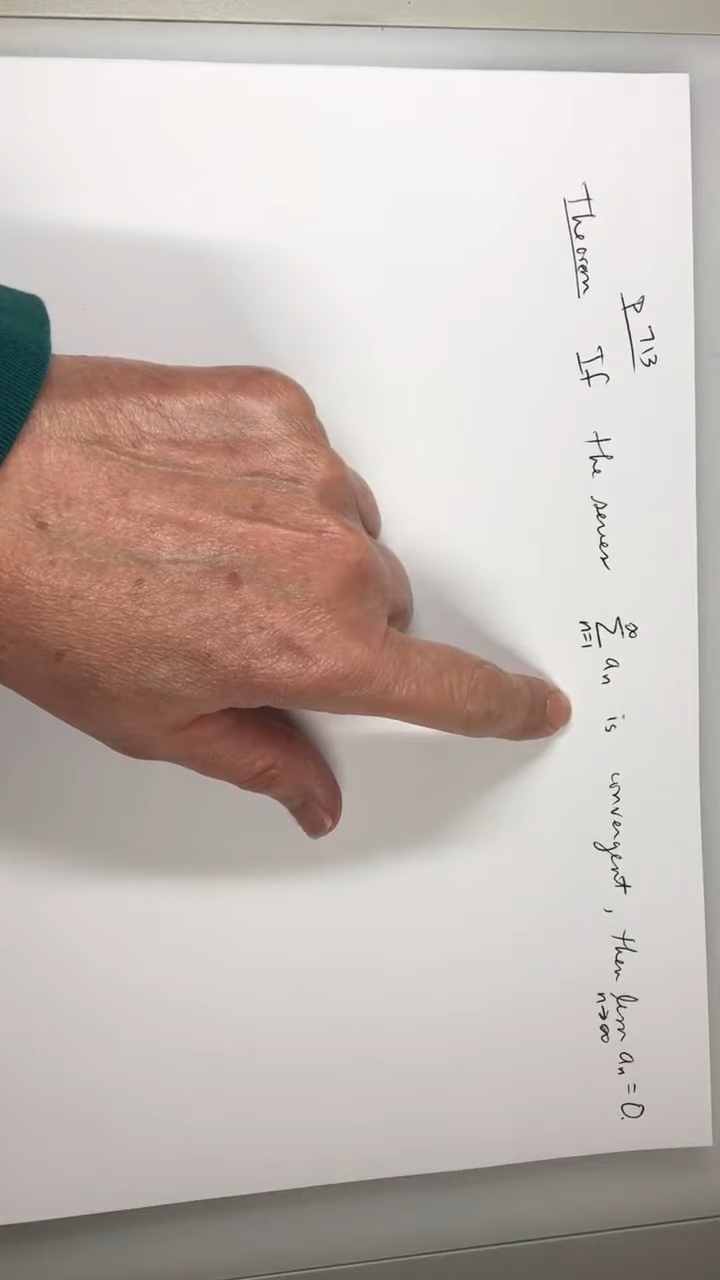 P 713
Theorem If the series ∑_{n=1}^{∞} a_n is convergent, then lim_{n→∞} a_n = 0.